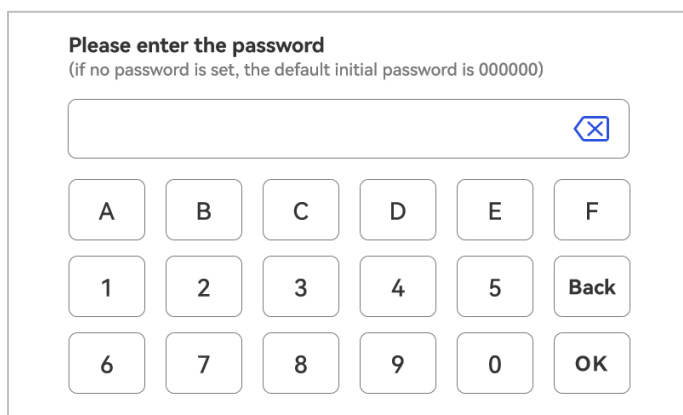 Please enter the password
(if no password is set, the default initial password is 000000)
A B C D E F
1 2 3 4 5 Back
6 7 8 9 0 OK